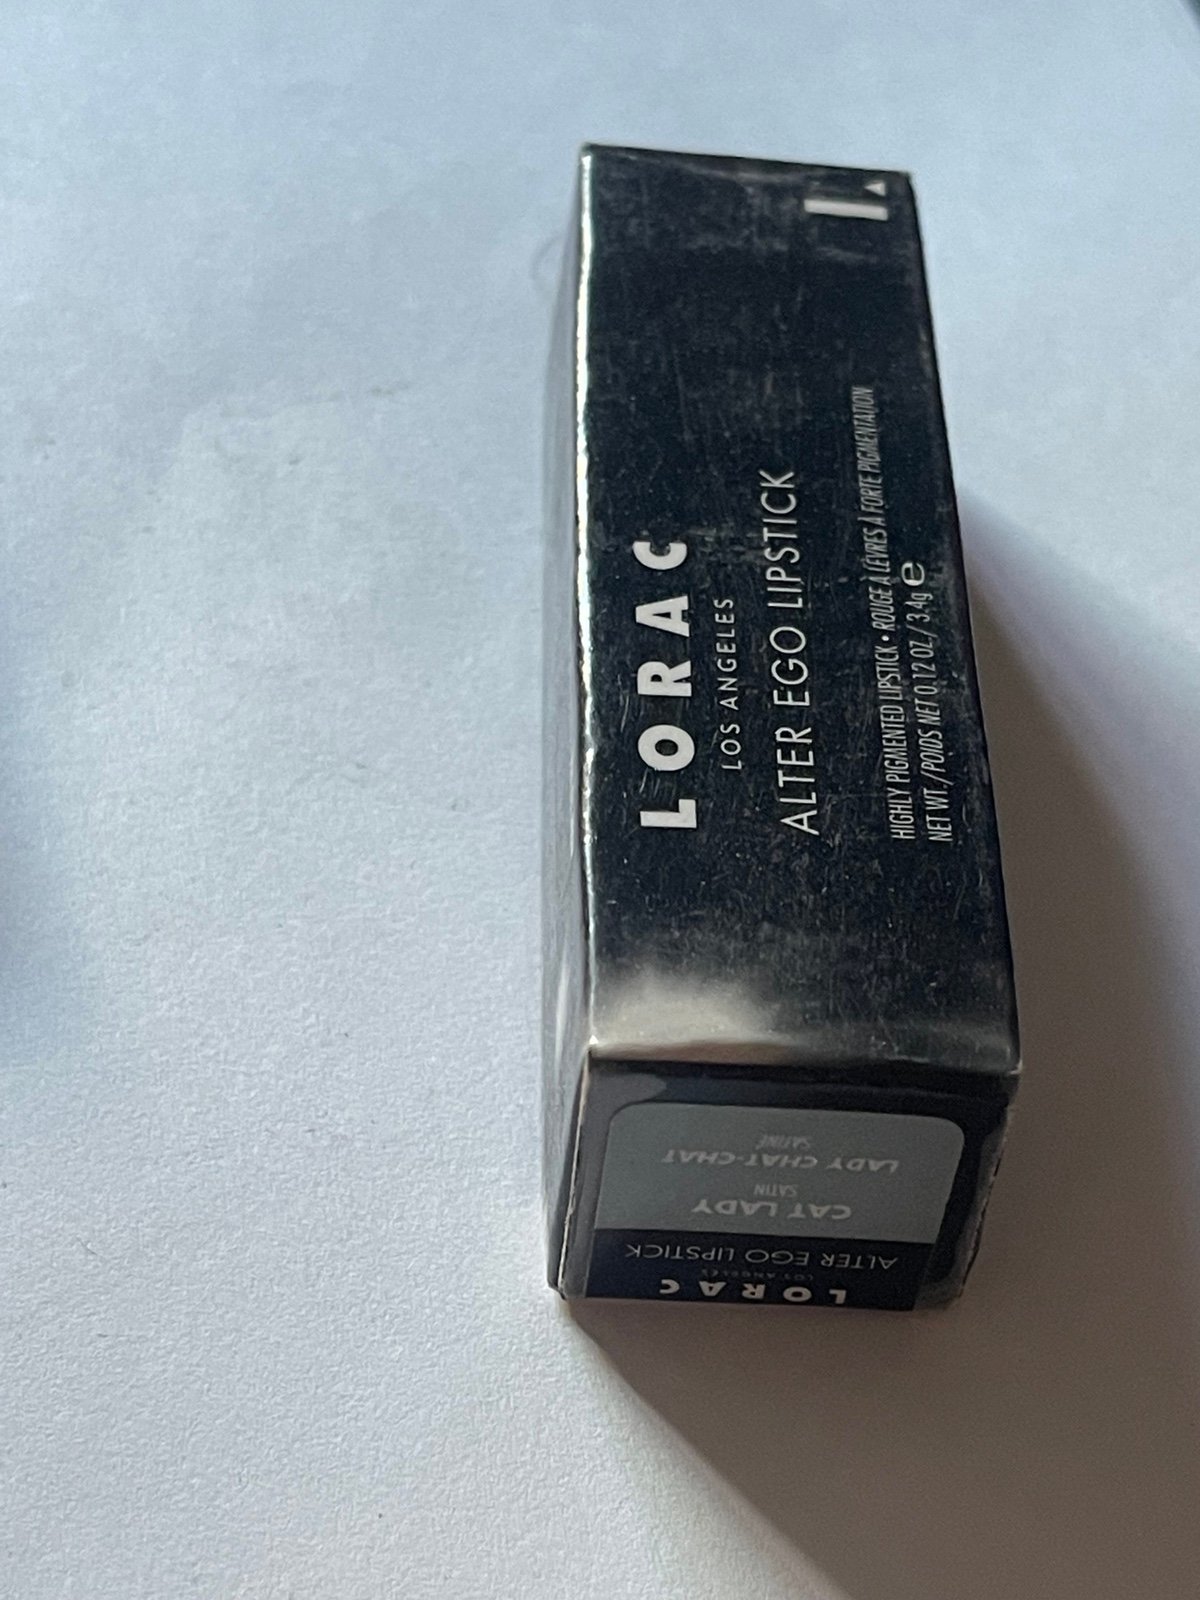 LORAC
LOS ANGELES
ALTER EGO LIPSTICK
HIGHLY PIGMENTED LIPSTICK • ROUGE À LÈVRES À FORTE PIGMENTATION
NET WT./POIDS NET 0.12 OZ/3.4g e
LORAC
LOS ANGELES
ALTER EGO LIPSTICK
CAT LADY
SATIN
LADY CHAT-CHAT
SATINÉ